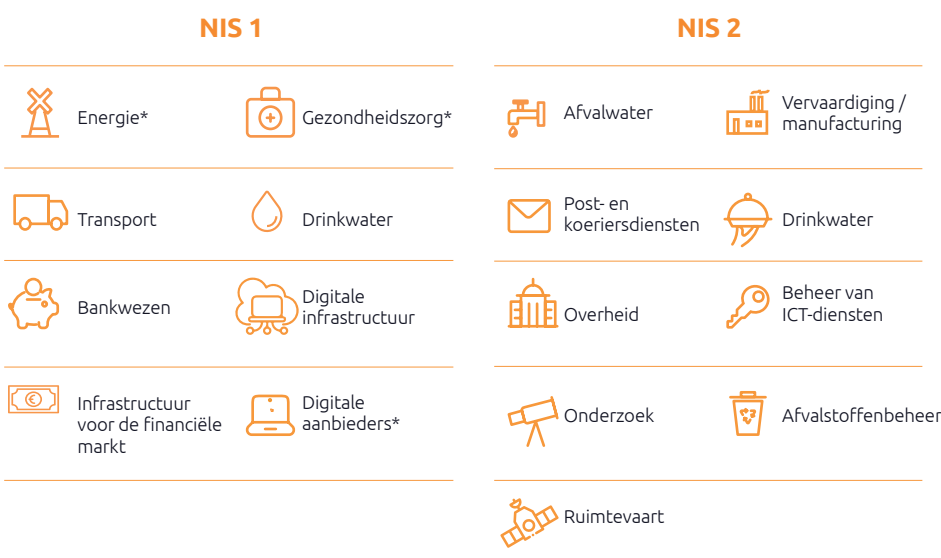 NIS 1
Energie*
Gezondheidszorg*
Transport
Drinkwater
Bankwezen
Digitale
infrastructuur
Infrastructuur
voor de financiële
markt
Digitale
aanbieders*
NIS 2
Afvalwater
Vervaardiging /
manufacturing
Post- en
koeriersdiensten
Drinkwater
Overheid
Beheer van
ICT-diensten
Onderzoek
Afvalstoffenbeheer
Ruimtevaart